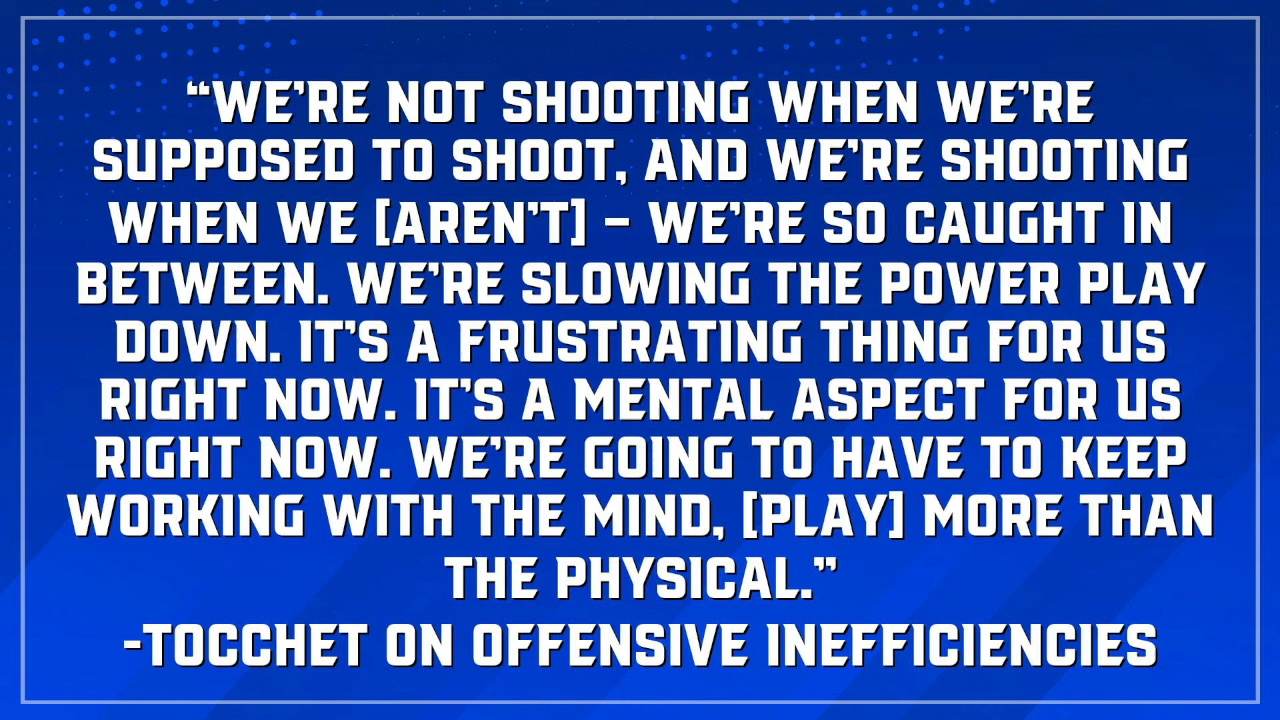 “WE’RE NOT SHOOTING WHEN WE’RE
SUPPOSED TO SHOOT, AND WE’RE SHOOTING
WHEN WE [AREN’T] – WE’RE SO CAUGHT IN
BETWEEN. WE’RE SLOWING THE POWER PLAY
DOWN. IT’S A FRUSTRATING THING FOR US
RIGHT NOW. IT’S A MENTAL ASPECT FOR US
RIGHT NOW. WE’RE GOING TO HAVE TO KEEP
WORKING WITH THE MIND, [PLAY] MORE THAN
THE PHYSICAL.”
-TOCCHET ON OFFENSIVE INEFFICIENCIES